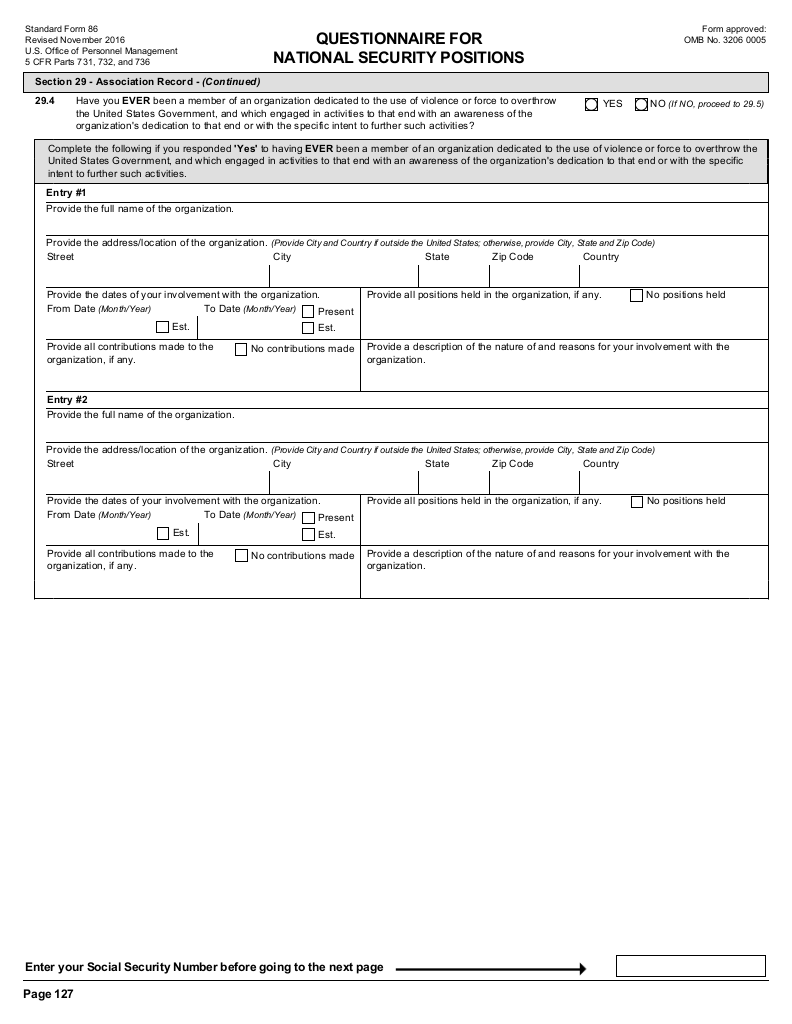 Standard Form 86
Revised November 2016
U.S. Office of Personnel Management
5 CFR Parts 731, 732, and 736
QUESTIONNAIRE FOR
NATIONAL SECURITY POSITIONS
Form approved:
OMB No. 3206 0005
Section 29 - Association Record - (Continued)
29.4 Have you EVER been a member of an organization dedicated to the use of violence or force to overthrow
the United States Government, and which engaged in activities to that end with an awareness of the
organization's dedication to that end or with the specific intent to further such activities?
YES NO (If NO, proceed to 29.5)
Complete the following if you responded 'Yes' to having EVER been a member of an organization dedicated to the use of violence or force to overthrow the
United States Government, and which engaged in activities to that end with an awareness of the organization's dedication to that end or with the specific
intent to further such activities.
Entry #1
Provide the full name of the organization.
Provide the address/location of the organization. (Provide City and Country if outside the United States; otherwise, provide City, State and Zip Code)
Street City State Zip Code Country
Provide the dates of your involvement with the organization.
From Date (Month/Year) To Date (Month/Year) Present
Est. Est.
Provide all positions held in the organization, if any. No positions held
Provide all contributions made to the
organization, if any.
No contributions made
Provide a description of the nature of and reasons for your involvement with the
organization.
Entry #2
Provide the full name of the organization.
Provide the address/location of the organization. (Provide City and Country if outside the United States; otherwise, provide City, State and Zip Code)
Street City State Zip Code Country
Provide the dates of your involvement with the organization.
From Date (Month/Year) To Date (Month/Year) Present
Est. Est.
Provide all positions held in the organization, if any. No positions held
Provide all contributions made to the
organization, if any.
No contributions made
Provide a description of the nature of and reasons for your involvement with the
organization.
Enter your Social Security Number before going to the next page
Page 127